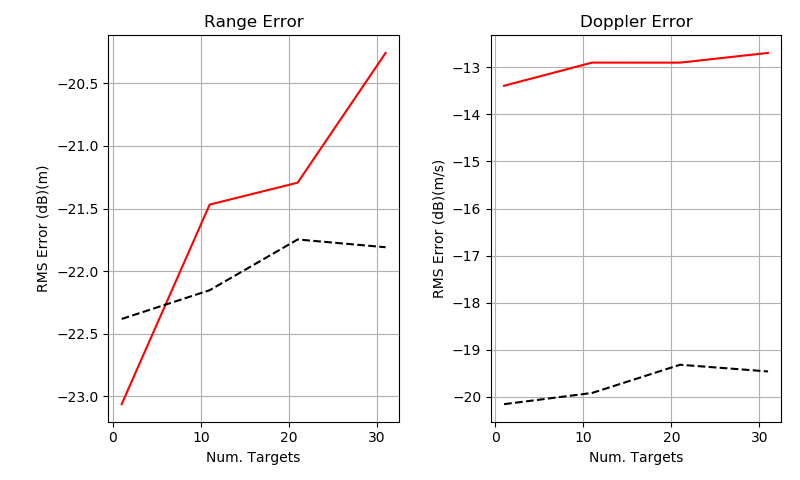 Range Error
RMS Error (dB)(m)
−20.5
−21.0
−21.5
−22.0
−22.5
−23.0
0 10 20 30
Num. Targets
Doppler Error
RMS Error (dB)(m/s)
−13
−14
−15
−16
−17
−18
−19
−20
0 10 20 30
Num. Targets